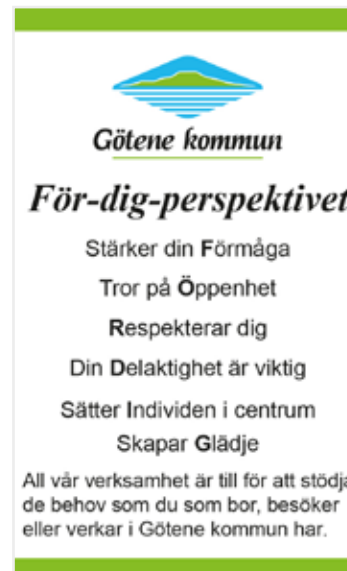 Götene kommun
För-dig-perspektivet
Stärker din Förmåga
Tror på Öppenhet
Respekterar dig
Din Delaktighet är viktig
Sätter Individen i centrum
Skapar Glädje
All vår verksamhet är till för att stödja
de behov som du som bor, besöker
eller verkar i Götene kommun har.